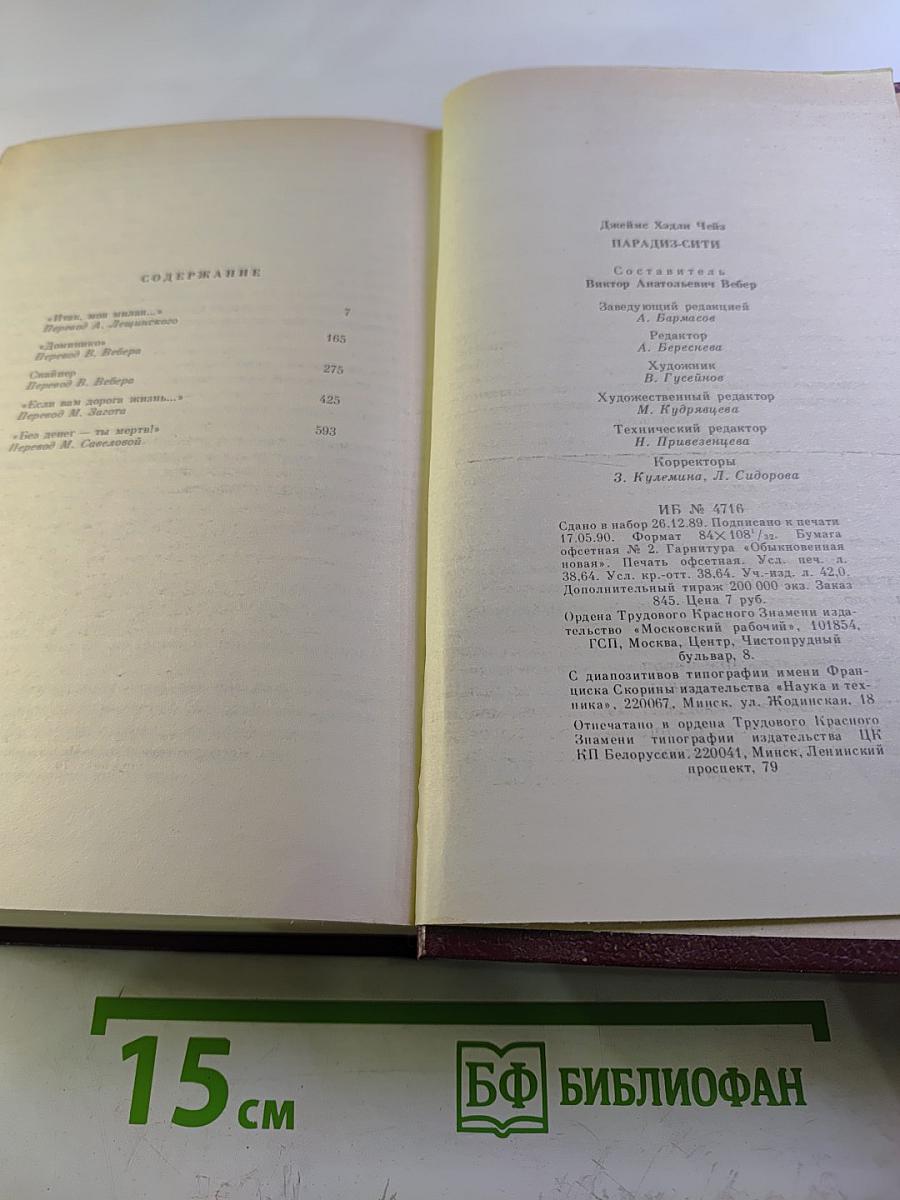 СОДЕРЖАНИЕ
«Итак, моя милая...» 7
Перевод А. Лещинского
«Доминико» 165
Перевод В. Вебера
Снайпер 275
Перевод В. Вебера
«Если вам дорога жизнь...» 425
Перевод М. Загота
«Без денег — ты мертв!» 593
Перевод М. Савеловой
Джеймс Хэдли Чейз
ПАРАДИЗ-СИТИ
Составитель
Виктор Анатольевич Вебер
Заведующий редакцией
А. Бармасов
Редактор
А. Береснева
Художник
В. Гусейнов
Художественный редактор
М. Кудрявцева
Технический редактор
Н. Привезенцева
Корректоры
З. Кулемина, Л. Сидорова
ИБ № 4716
Сдано в набор 26.12.89. Подписано к печати
17.05.90. Формат 84×108¹/₃₂. Бумага
офсетная № 2. Гарнитура «Обыкновенная
новая». Печать офсетная. Усл. печ. л.
38,64. Усл. кр.-отт. 38,64. Уч.-изд. л. 42,0.
Дополнительный тираж 200 000 экз. Заказ
845. Цена 7 руб.
Ордена Трудового Красного Знамени изда-
тельство «Московский рабочий», 101854,
ГСП, Москва, Центр, Чистопрудный
бульвар, 8.
С диапозитивов типографии имени Фран-
циска Скорины издательства «Наука и тех-
ника», 220067, Минск, ул. Жодинская, 18
Отпечатано в ордена Трудового Красного
Знамени типографии издательства ЦК
КП Белоруссии. 220041, Минск, Ленинский
проспект, 79
15 см
БФ БИБЛИОФАН